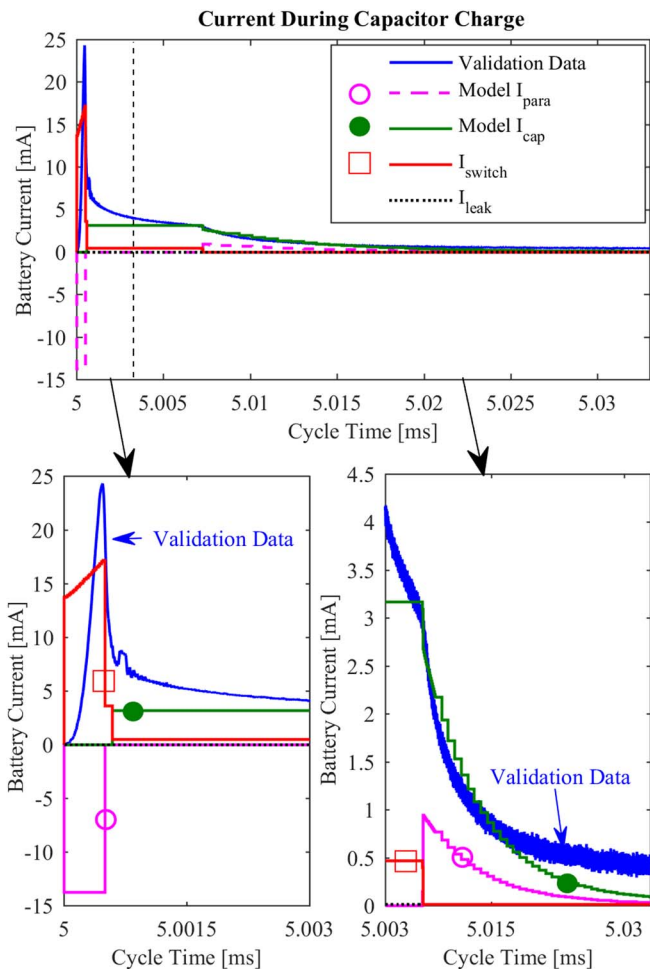 Current During Capacitor Charge
Validation Data
Model I_para
Model I_cap
I_switch
I_leak
Battery Current [mA]
25
20
15
10
5
0
-5
-10
-15
5 5.005 5.01 5.015 5.02 5.025 5.03
Cycle Time [ms]
Battery Current [mA]
25
20
15
10
5
0
-5
-10
-15
Validation Data
5 5.0015 5.003
Cycle Time [ms]
Battery Current [mA]
4.5
4
3.5
3
2.5
2
1.5
1
0.5
0
Validation Data
5.003 5.015 5.03
Cycle Time [ms]